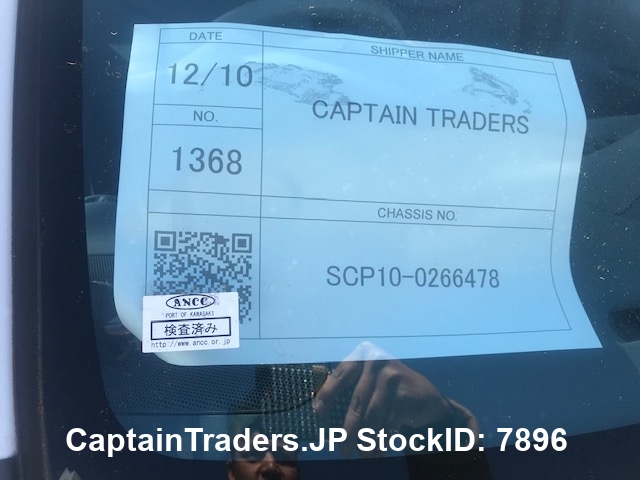 DATE
SHIPPER NAME
12/10
CAPTAIN TRADERS
NO.
1368
CHASSIS NO.
SCP10-0266478
ANCC
PORT OF KAWASAKI
検査済み
http://www.ancc.or.jp
CaptainTraders.JP StockID: 7896